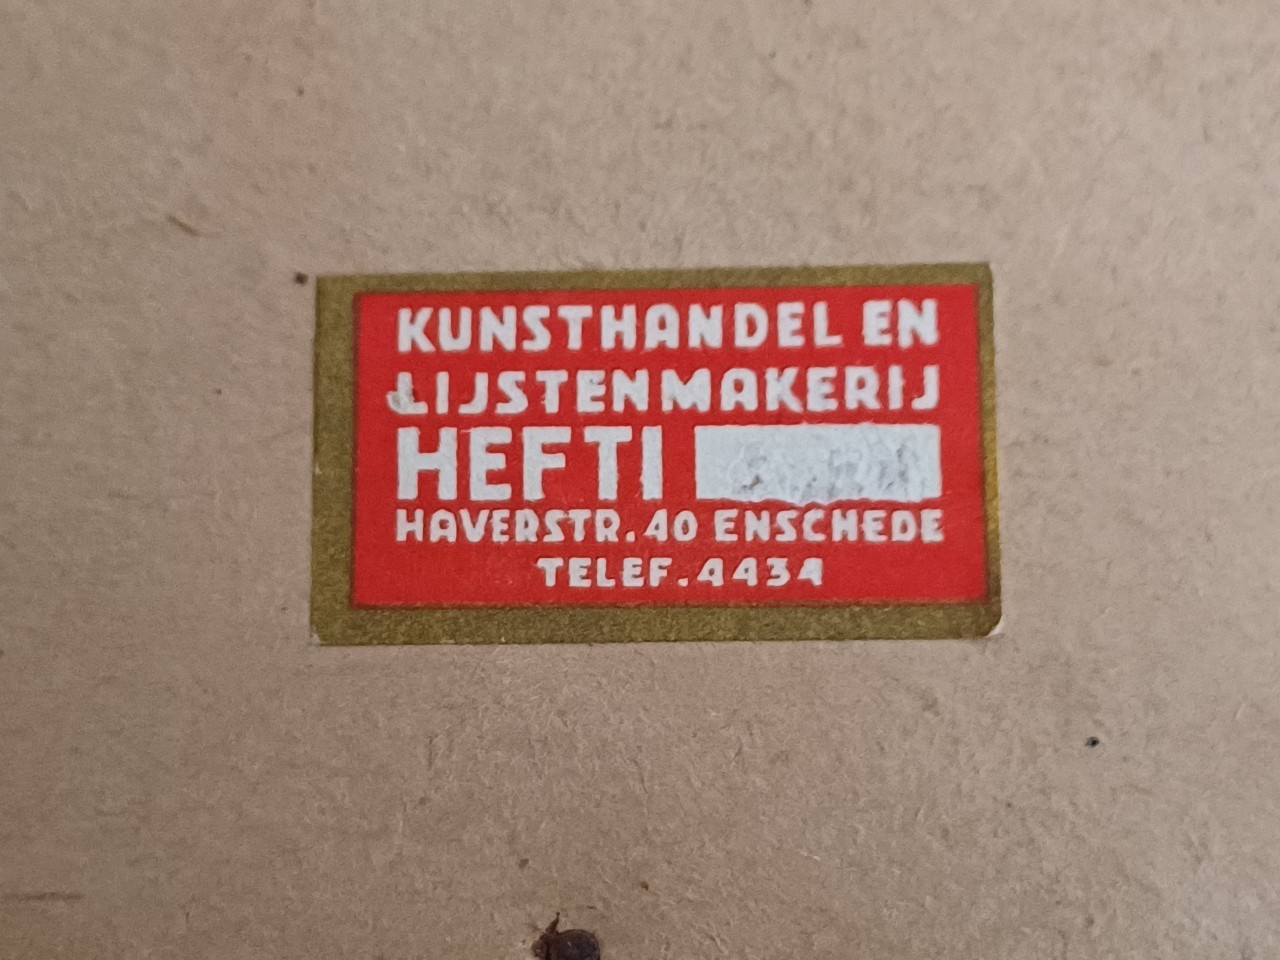 KUNSTHANDEL EN
LIJSTENMAKERIJ
HEFTI
HAVERSTR. 40 ENSCHEDE
TELEF. 4434